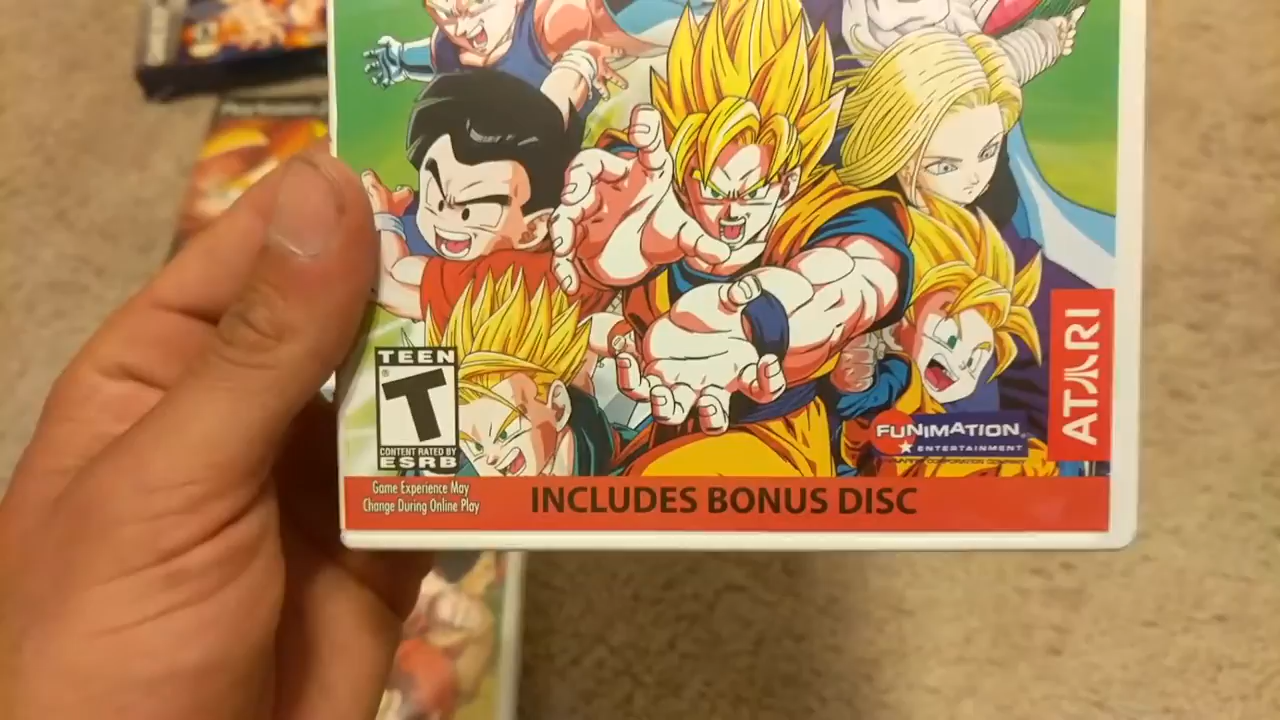 TEEN
T
CONTENT RATED BY
ESRB
Game Experience May
Change During Online Play
INCLUDES BONUS DISC
FUNIMATION
ENTERTAINMENT
ATARI